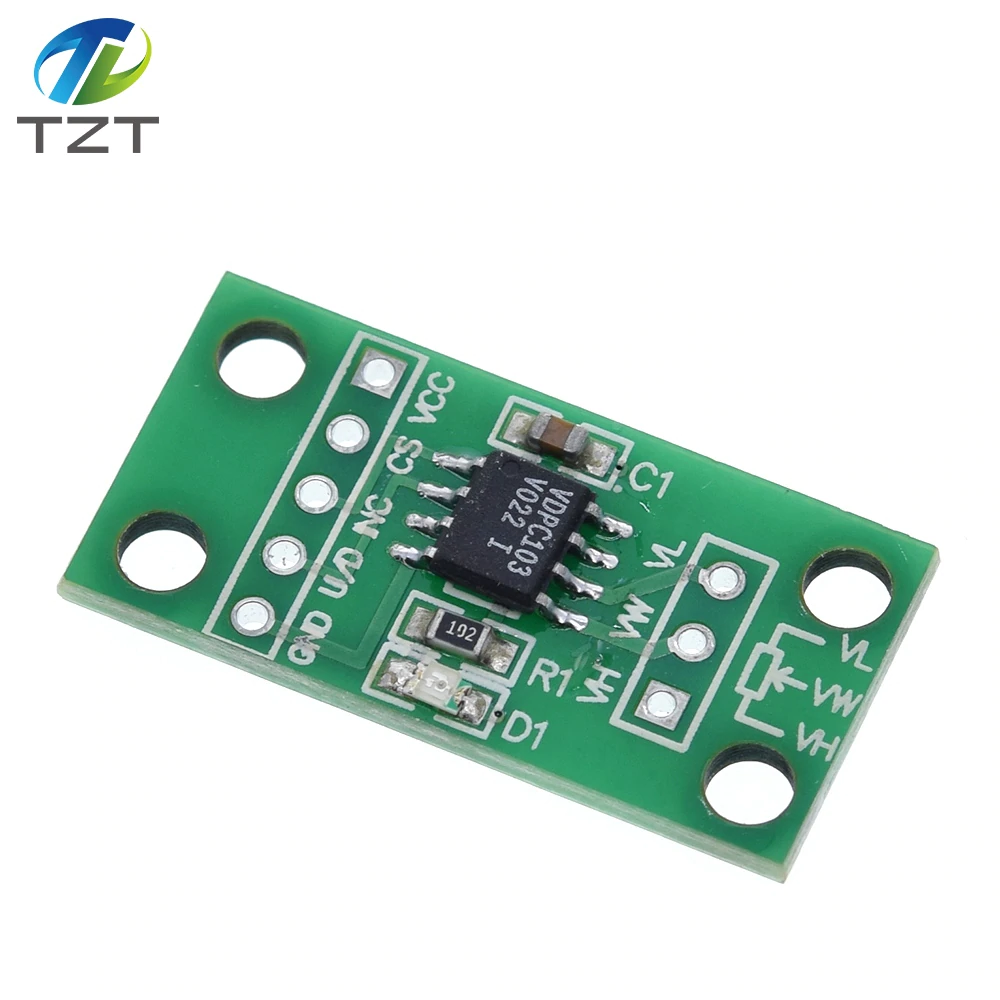 TZT
VCC
CS
NC
U/D
GND
C1
VDPC103
V022 I
102
R1
D1
VL
VW
VH
VL
VW
VH